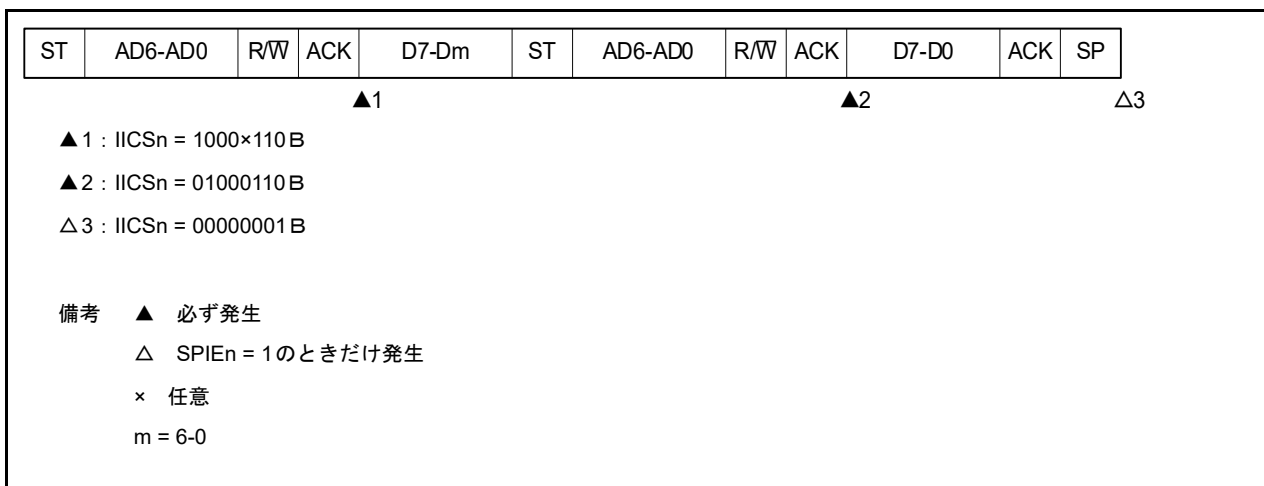 ST AD6-AD0 R/W̅ ACK D7-Dm ST AD6-AD0 R/W̅ ACK D7-D0 ACK SP
▲1 ▲2 △3
▲1：IICSn = 1000×110B
▲2：IICSn = 01000110B
△3：IICSn = 00000001B
備考 ▲ 必ず発生
△ SPIEn = 1のときだけ発生
× 任意
m = 6-0